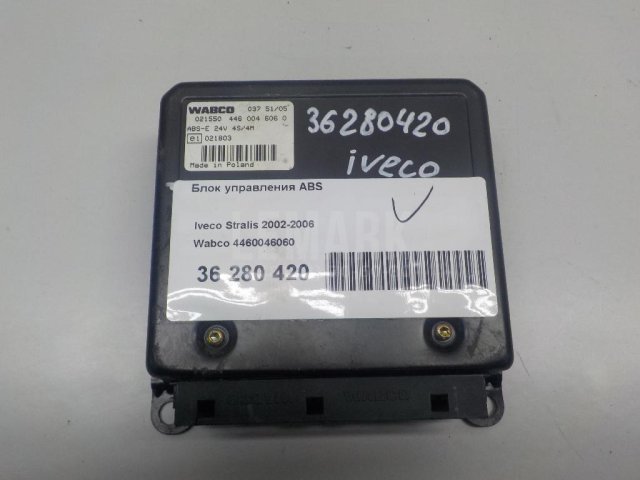 WABCO 037 51/05
021550 446 004 606 0
ABS-E 24V 4S/4M
e1 021803
Made in Poland
36280420
iveco
Блок управления ABS
Iveco Stralis 2002-2006
Wabco 4460046060
36 280 420
WABCO